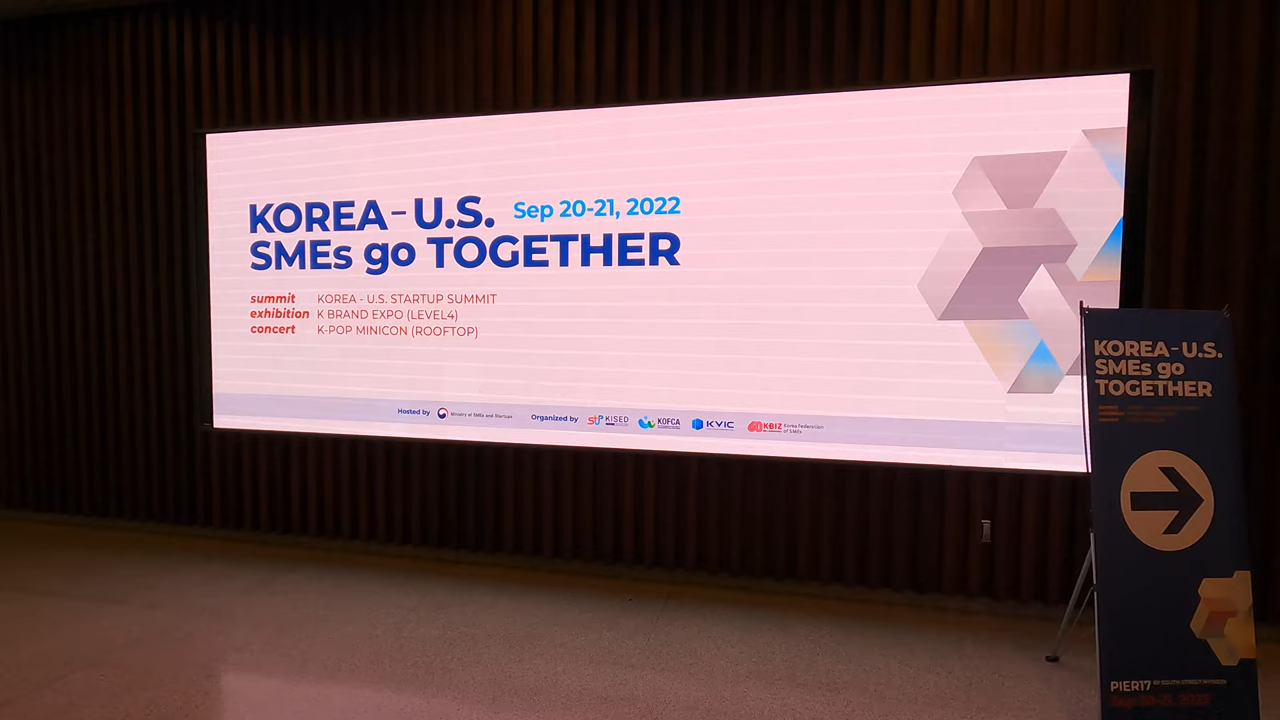 KOREA–U.S. Sep 20-21, 2022
SMEs go TOGETHER
summit KOREA - U.S. STARTUP SUMMIT
exhibition K BRAND EXPO (LEVEL4)
concert K-POP MINICON (ROOFTOP)
Hosted by Ministry of SMEs and Startups Organized by KISED KOFCA KVIC KBIZ Korea Federation
of SMEs
KOREA–U.S.
SMEs go
TOGETHER
PIER17